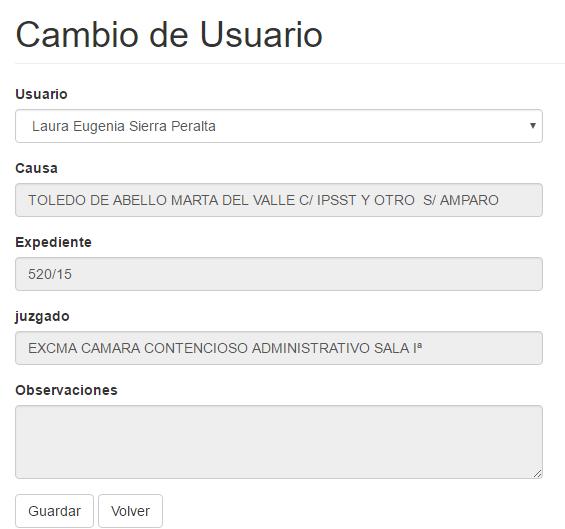 Cambio de Usuario
Usuario
Laura Eugenia Sierra Peralta
Causa
TOLEDO DE ABELLO MARTA DEL VALLE C/ IPSST Y OTRO  S/ AMPARO
Expediente
520/15
juzgado
EXCMA CAMARA CONTENCIOSO ADMINISTRATIVO SALA Iª
Observaciones
Guardar Volver